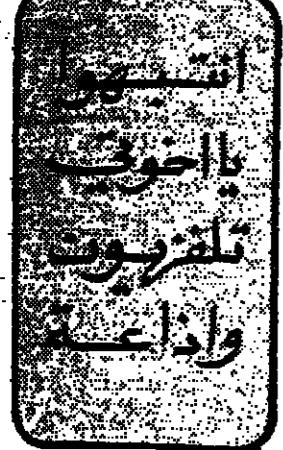 انتبهوا
يا اخوتي
تلفزيون
واذاعة